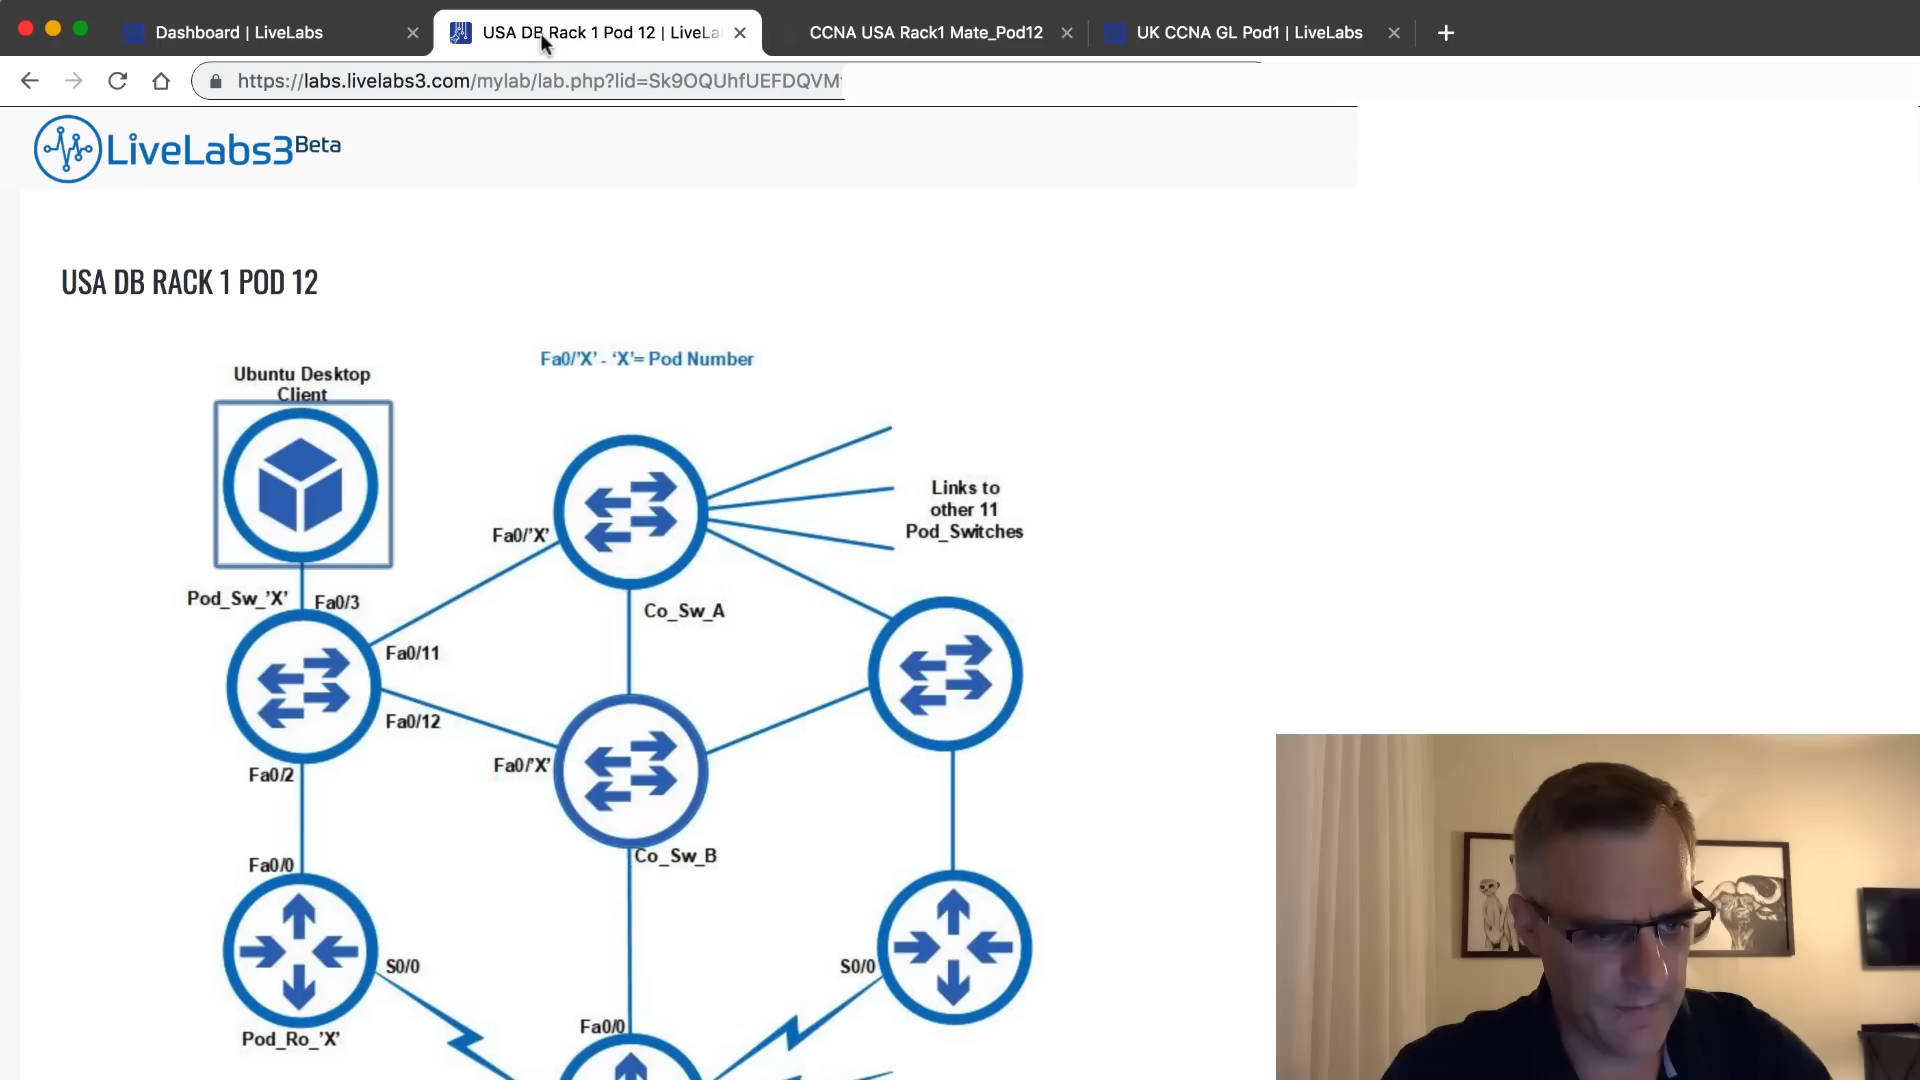 Dashboard | LiveLabs
USA DB Rack 1 Pod 12 | LiveLa
CCNA USA Rack1 Mate_Pod12
UK CCNA GL Pod1 | LiveLabs
https://labs.livelabs3.com/mylab/lab.php?lid=Sk9OQUhfUEFDQVM
LiveLabs3Beta
USA DB RACK 1 POD 12
Fa0/'X' - 'X'= Pod Number
Ubuntu Desktop
Client
Links to
other 11
Pod_Switches
Fa0/'X'
Pod_Sw_'X'
Fa0/3
Co_Sw_A
Fa0/11
Fa0/12
Fa0/'X'
Fa0/2
Co_Sw_B
Fa0/0
S0/0
S0/0
Fa0/0
Pod_Ro_'X'